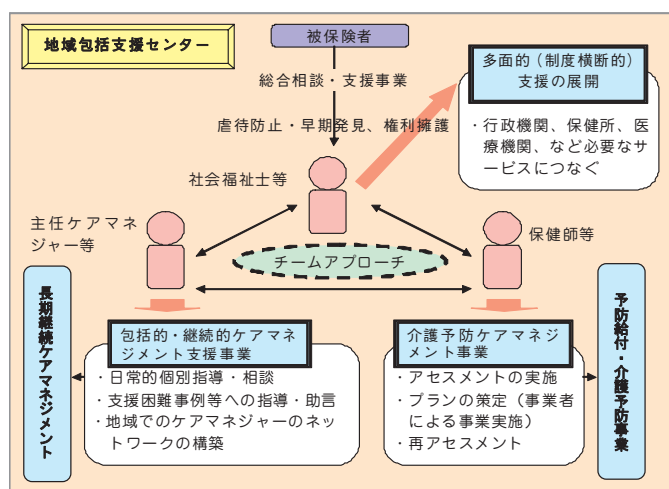 地域包括支援センター
被保険者
総合相談・支援事業
虐待防止・早期発見、権利擁護
多面的（制度横断的）
支援の展開
・行政機関、保健所、医
療機関、など必要なサ
ービスにつなぐ
社会福祉士等
主任ケアマネ
ジャー等
保健師等
チームアプローチ
長期継続ケアマネジメント
包括的・継続的ケアマネ
ジメント支援事業
・日常的個別指導・相談
・支援困難事例等への指導・助言
・地域でのケアマネジャーのネッ
トワークの構築
介護予防ケアマネジ
メント事業
・アセスメントの実施
・プランの策定（事業者
による事業実施）
・再アセスメント
予防給付・介護予防事業